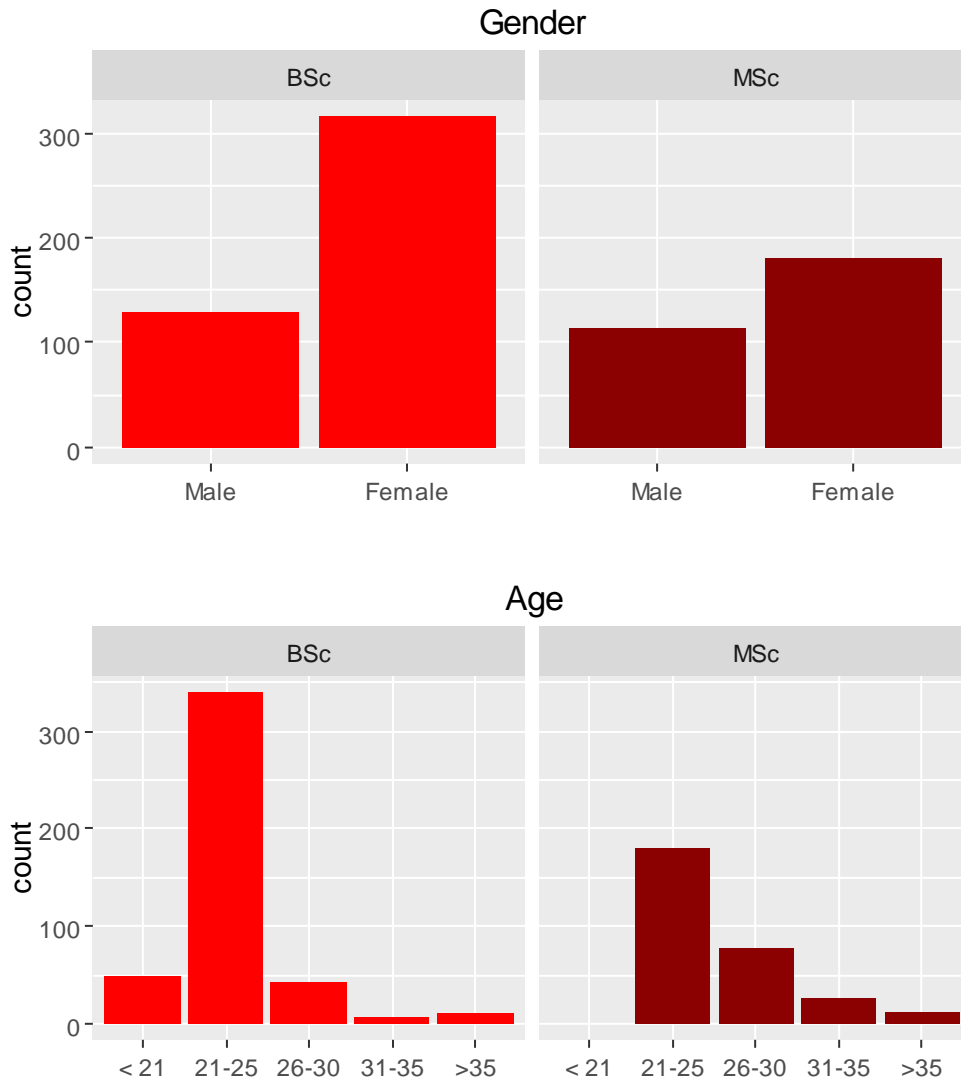 Gender
BSc MSc
300
200
100
0
count
Male Female Male Female
Age
BSc MSc
300
200
100
0
count
< 21 21-25 26-30 31-35 >35 < 21 21-25 26-30 31-35 >35